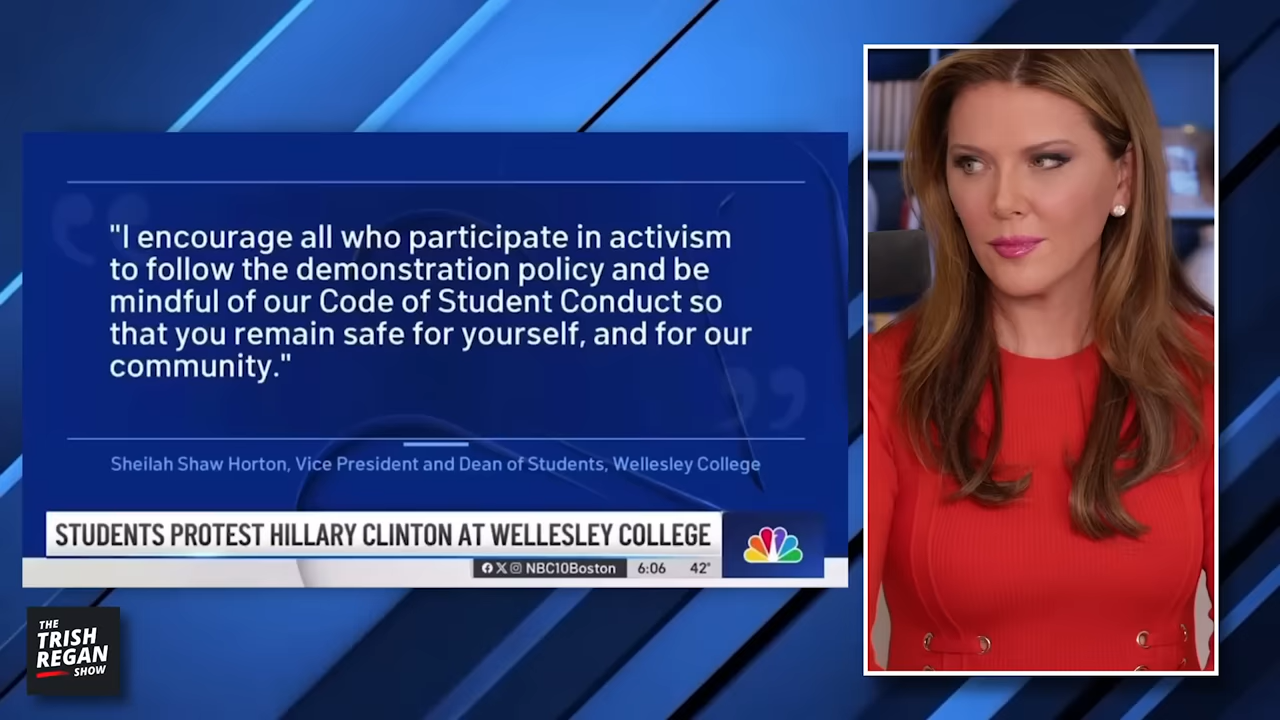 "I encourage all who participate in activism
to follow the demonstration policy and be
mindful of our Code of Student Conduct so
that you remain safe for yourself, and for our
community."
Sheilah Shaw Horton, Vice President and Dean of Students, Wellesley College
STUDENTS PROTEST HILLARY CLINTON AT WELLESLEY COLLEGE
NBC10Boston 6:06 42°
THE
TRISH
REGAN
SHOW